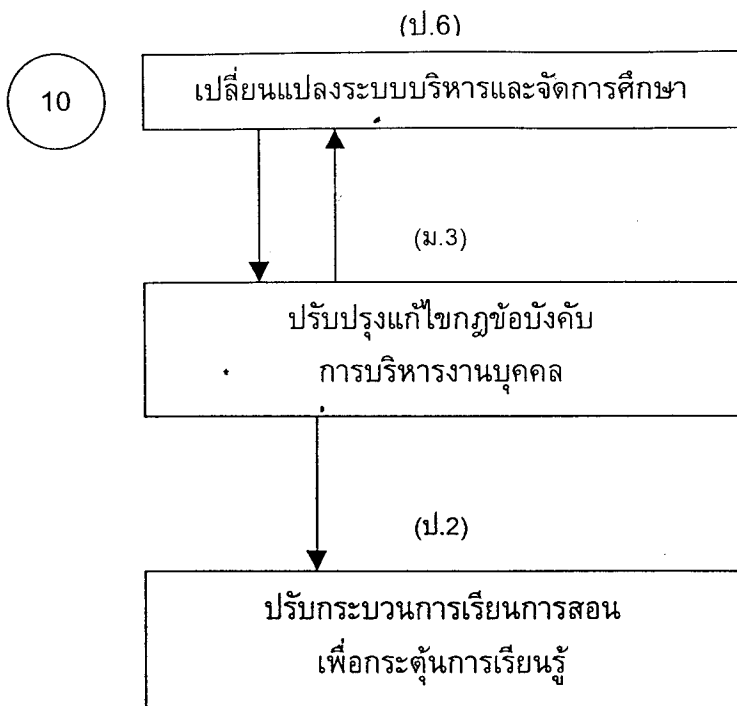 (ป.6)
10
เปลี่ยนแปลงระบบบริหารและจัดการศึกษา
(ม.3)
ปรับปรุงแก้ไขกฎข้อบังคับ
การบริหารงานบุคคล
(ป.2)
ปรับกระบวนการเรียนการสอน
เพื่อกระตุ้นการเรียนรู้